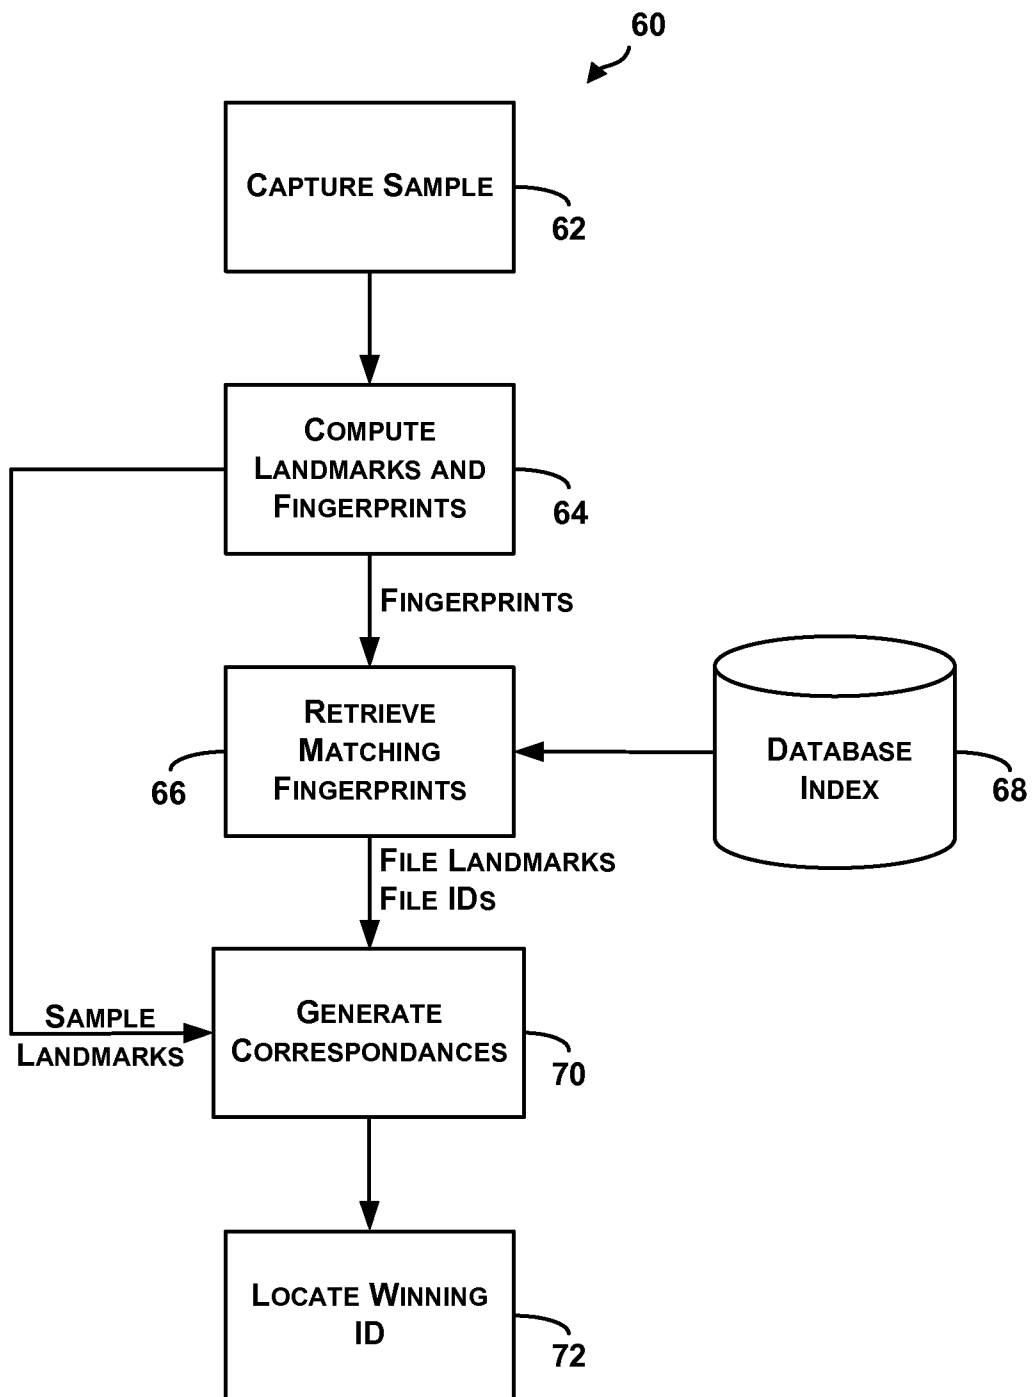 60
CAPTURE SAMPLE
62
COMPUTE
LANDMARKS AND
FINGERPRINTS
64
FINGERPRINTS
RETRIEVE
MATCHING
FINGERPRINTS
66
DATABASE
INDEX
68
FILE LANDMARKS
FILE IDS
SAMPLE
LANDMARKS
GENERATE
CORRESPONDANCES
70
LOCATE WINNING
ID
72